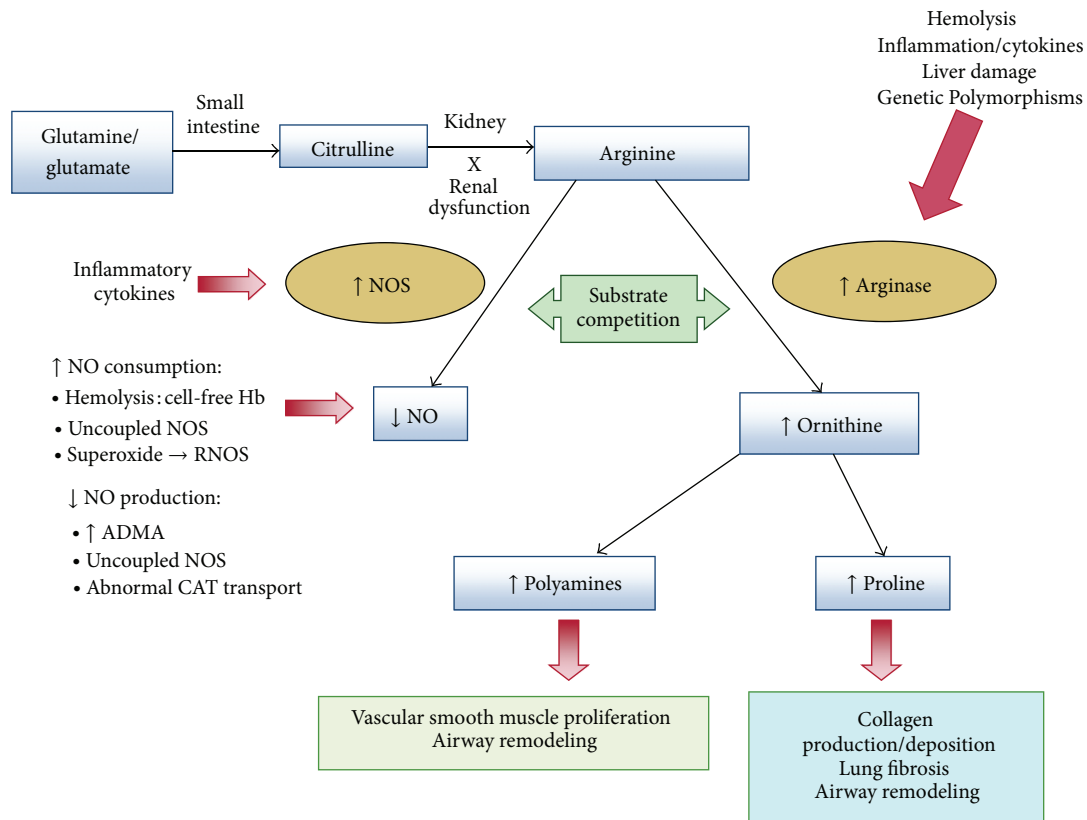 Hemolysis
Inflammation/cytokines
Liver damage
Genetic Polymorphisms
Glutamine/
glutamate
Small
intestine
Citrulline
Kidney
X
Renal
dysfunction
Arginine
Inflammatory
cytokines
↑ NOS
Substrate
competition
↑ Arginase
↑ NO consumption:
• Hemolysis: cell-free Hb
• Uncoupled NOS
• Superoxide → RNOS
↓ NO
↑ Ornithine
↓ NO production:
• ↑ ADMA
• Uncoupled NOS
• Abnormal CAT transport
↑ Polyamines
↑ Proline
Vascular smooth muscle proliferation
Airway remodeling
Collagen
production/deposition
Lung fibrosis
Airway remodeling